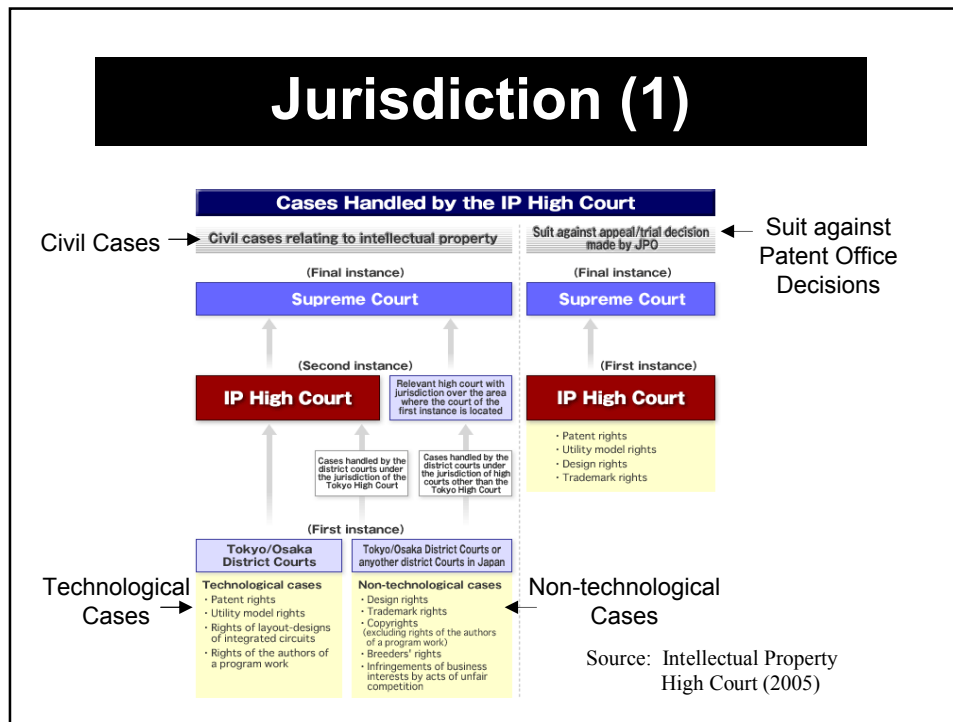 Jurisdiction (1)
Cases Handled by the IP High Court
Civil Cases
Civil cases relating to intellectual property
Suit against appeal/trial decision
made by JPO
Suit against
Patent Office
Decisions
(Final instance)
Supreme Court
(Final instance)
Supreme Court
(Second instance)
IP High Court
Relevant high court with
jurisdiction over the area
where the court of the
first instance is located
(First instance)
IP High Court
・Patent rights
・Utility model rights
・Design rights
・Trademark rights
Cases handled by the
district courts under
the jurisdiction of the
Tokyo High Court
Cases handled by the
district courts under
the jurisdiction of high
courts other than the
Tokyo High Court
(First instance)
Tokyo/Osaka
District Courts
Technological cases
・Patent rights
・Utility model rights
・Rights of layout-designs
of integrated circuits
・Rights of the authors of
a program work
Tokyo/Osaka District Courts or
anyother district Courts in Japan
Non-technological cases
・Design rights
・Trademark rights
・Copyrights
(excluding rights of the authors
of a program work)
・Breeders' rights
・Infringements of business
interests by acts of unfair
competition
Technological
Cases
Non-technological
Cases
Source: Intellectual Property
High Court (2005)